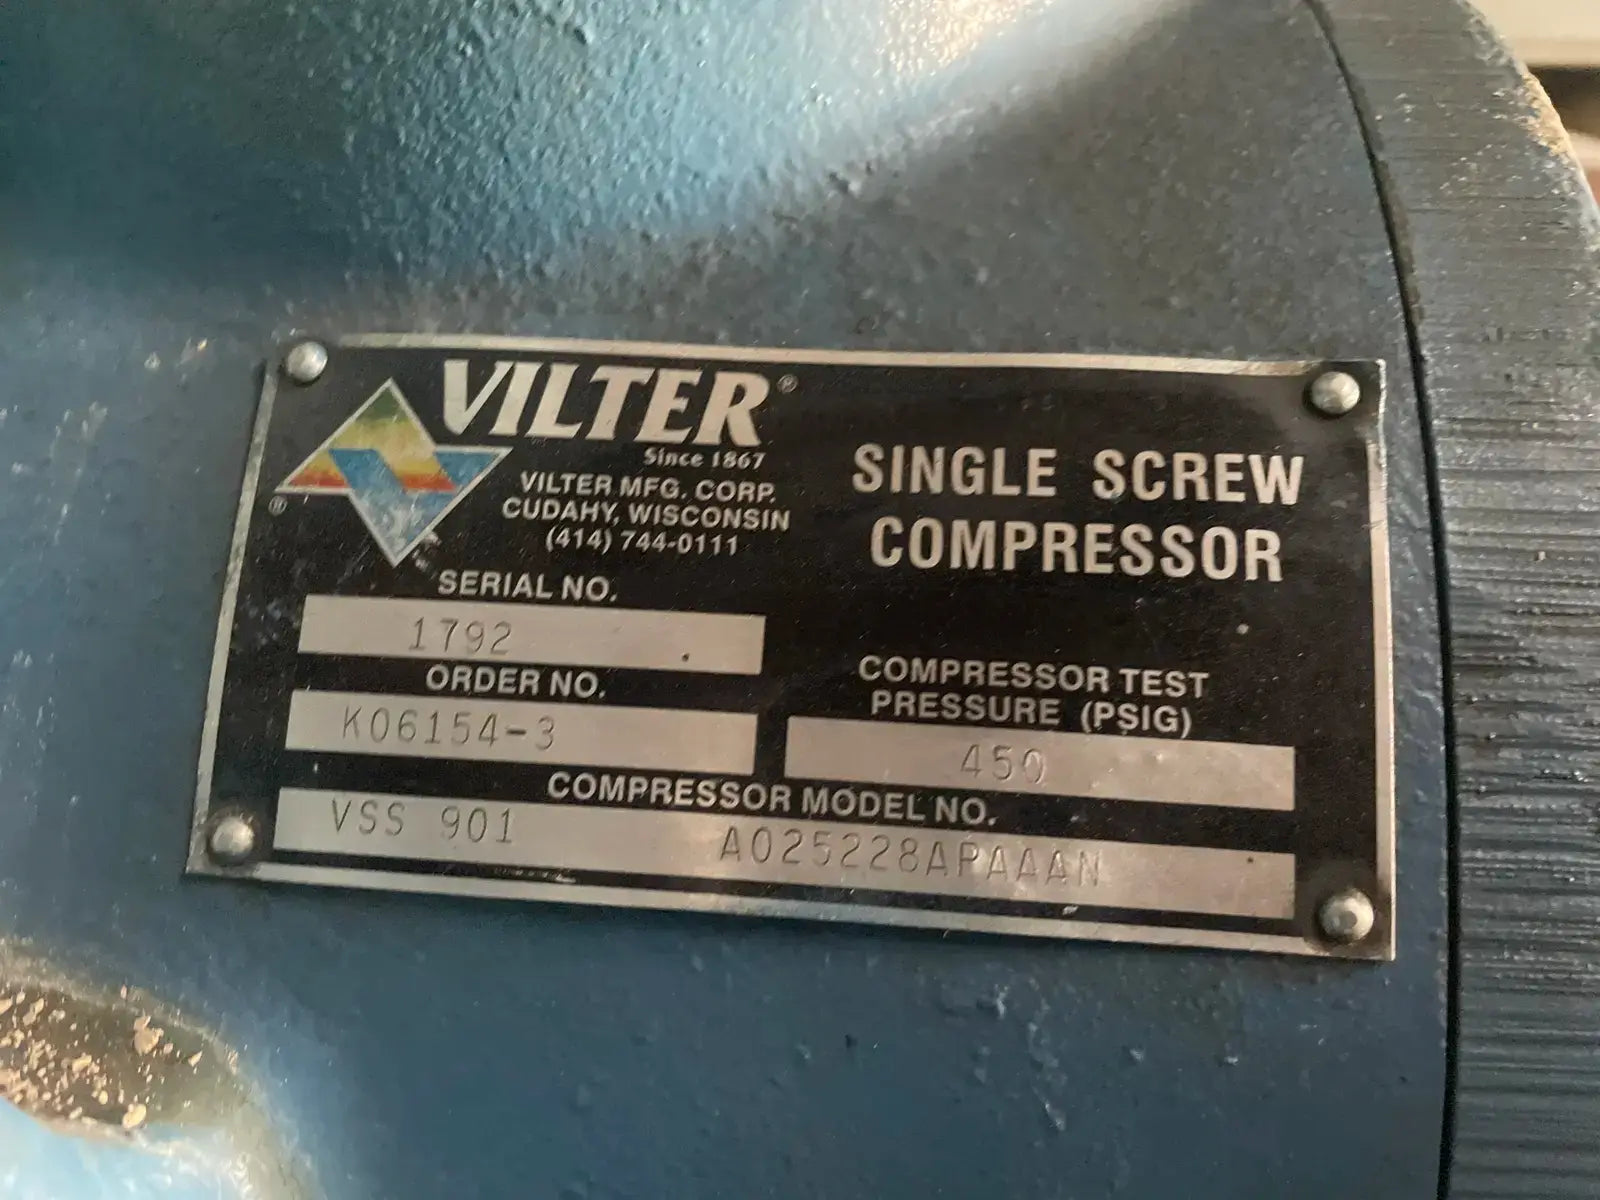 VILTER®
Since 1867
VILTER MFG. CORP.
CUDAHY, WISCONSIN
(414) 744-0111
®
SINGLE SCREW
COMPRESSOR
SERIAL NO.
1792
ORDER NO.
K06154-3
COMPRESSOR TEST
PRESSURE (PSIG)
450
COMPRESSOR MODEL NO.
VSS 901 A025228APAAAN